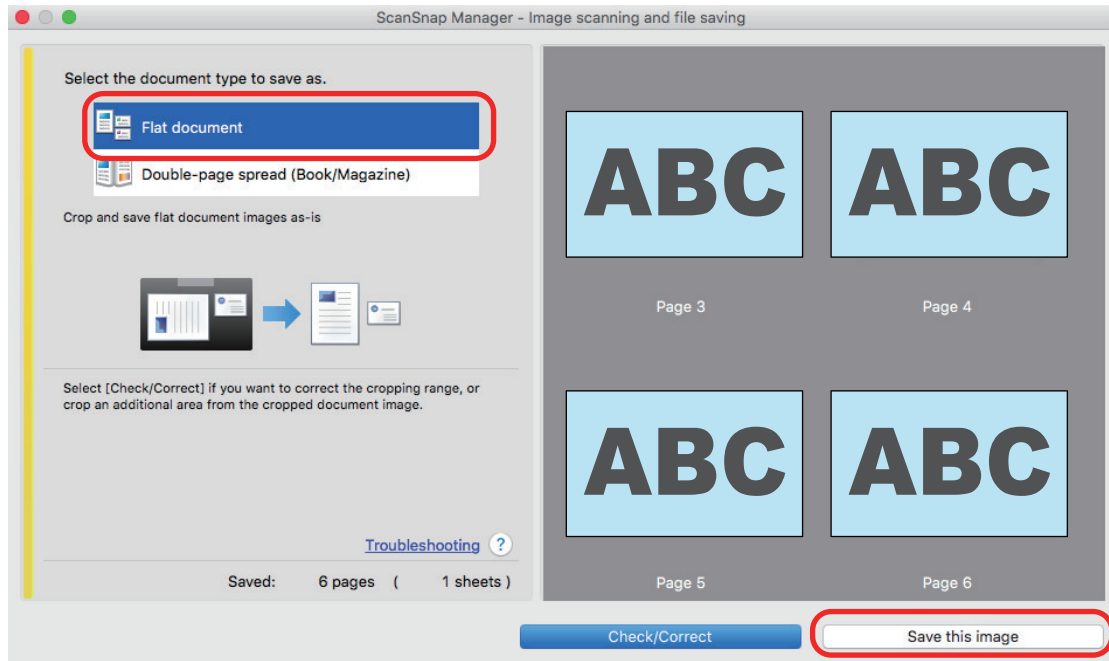 ScanSnap Manager - Image scanning and file saving
Select the document type to save as.
Flat document
Double-page spread (Book/Magazine)
Crop and save flat document images as-is
Select [Check/Correct] if you want to correct the cropping range, or
crop an additional area from the cropped document image.
Troubleshooting ?
Saved: 6 pages ( 1 sheets )
ABC ABC
Page 3 Page 4
ABC ABC
Page 5 Page 6
Check/Correct Save this image